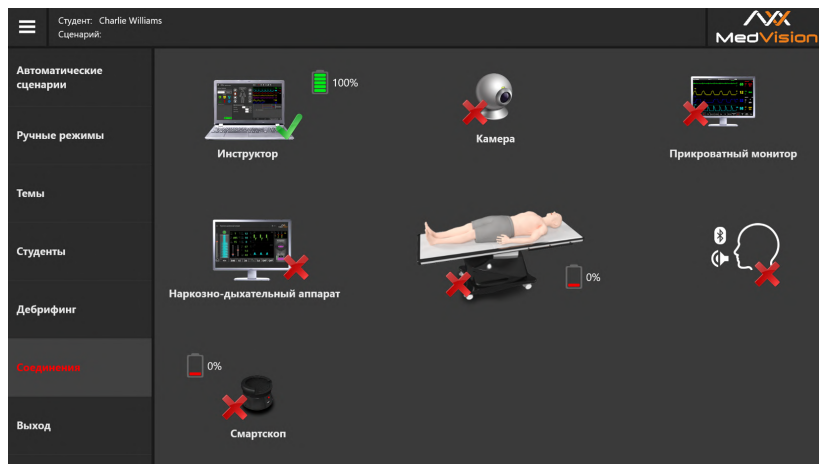 Студент: Charlie Williams
Сценарий:
MedVision
Автоматические
сценарии
Ручные режимы
Темы
Студенты
Дебрифинг
Соединения
Выход
100%
Инструктор
Камера
Прикроватный монитор
Наркозно-дыхательный аппарат
0%
0%
Смартскоп